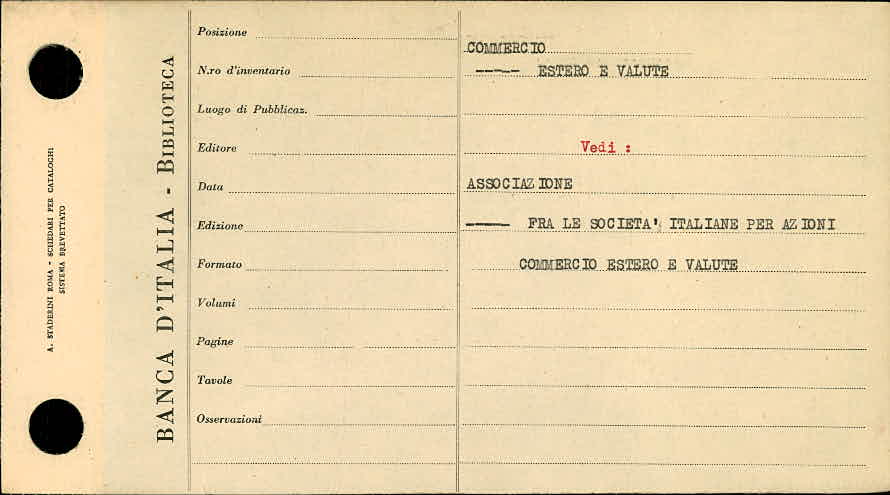 A. STADERINI ROMA - SCHEDARI PER CATALOGHI
SISTEMA BREVETTATO
BANCA D'ITALIA - BIBLIOTECA
Posizione
N.ro d'inventario
Luogo di Pubblicaz.
Editore
Data
Edizione
Formato
Volumi
Pagine
Tavole
Osservazioni
COMMERCIO
----- ESTERO E VALUTE
Vedi :
ASSOCIAZIONE
----- FRA LE SOCIETA' ITALIANE PER AZIONI
COMMERCIO ESTERO E VALUTE